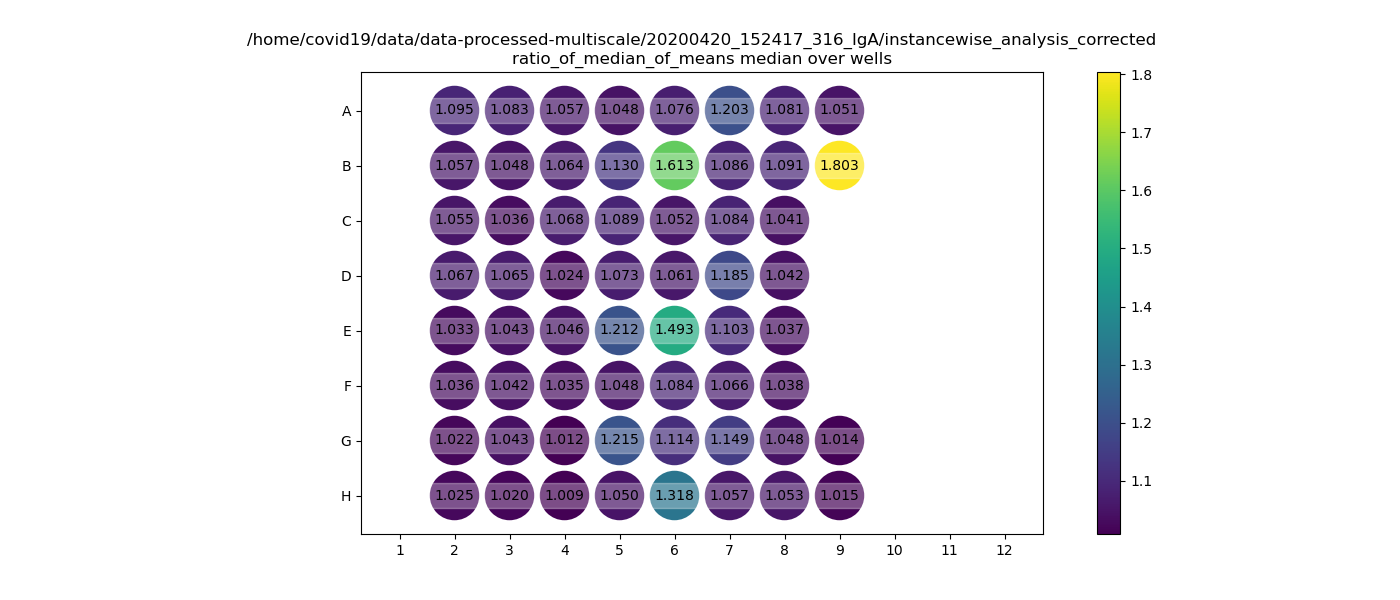 /home/covid19/data/data-processed-multiscale/20200420_152417_316_IgA/instancewise_analysis_corrected
ratio_of_median_of_means median over wells
A 1.095 1.083 1.057 1.048 1.076 1.203 1.081 1.051
B 1.057 1.048 1.064 1.130 1.613 1.086 1.091 1.803
C 1.055 1.036 1.068 1.089 1.052 1.084 1.041
D 1.067 1.065 1.024 1.073 1.061 1.185 1.042
E 1.033 1.043 1.046 1.212 1.493 1.103 1.037
F 1.036 1.042 1.035 1.048 1.084 1.066 1.038
G 1.022 1.043 1.012 1.215 1.114 1.149 1.048 1.014
H 1.025 1.020 1.009 1.050 1.318 1.057 1.053 1.015
1 2 3 4 5 6 7 8 9 10 11 12
1.8
1.7
1.6
1.5
1.4
1.3
1.2
1.1